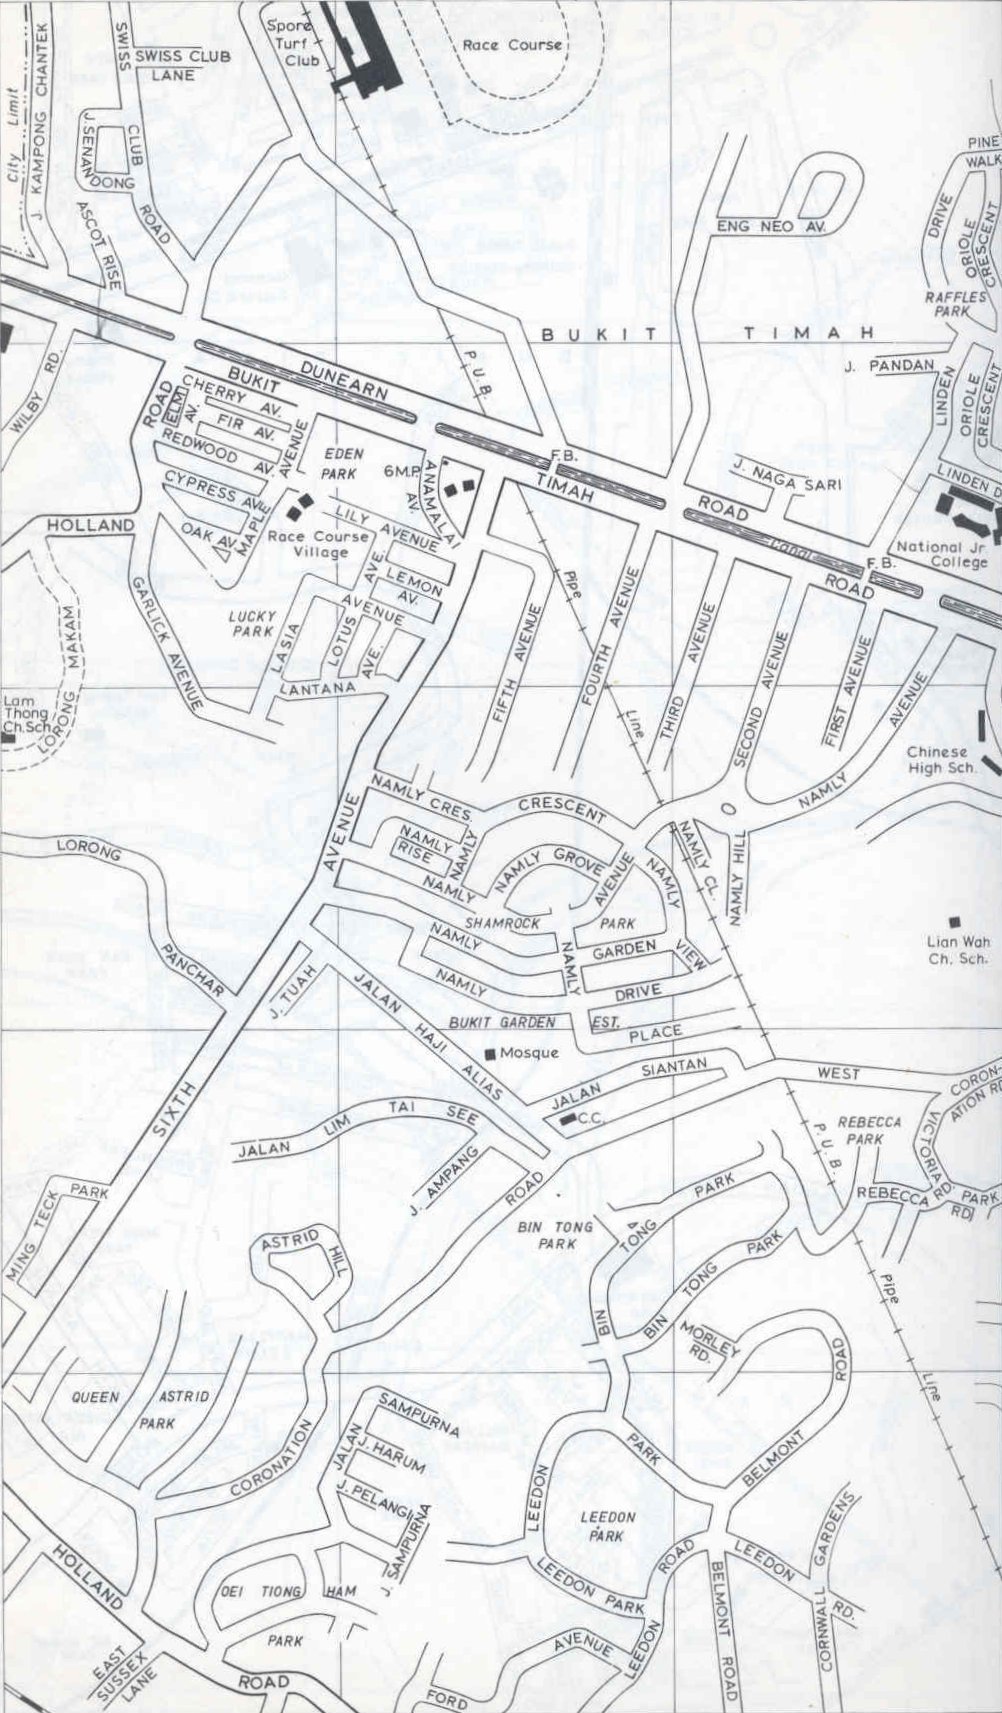 City Limit
J. KAMPONG CHANTEK
SWISS
CLUB
ROAD
SWISS CLUB
LANE
J. SENANDONG
ASCOT RISE
Spore
Turf
Club
Race Course
PINE
WALK
DRIVE
ORIOLE
CRESCENT
ENG NEO AV.
RAFFLES
PARK
BUKIT TIMAH
J. PANDAN
LINDEN
ORIOLE
CRESCENT
LINDEN D
P.U.B.
WILBY RD.
DUNEARN
BUKIT
ROAD
ELM
AV.
CHERRY AV.
FIR AV.
REDWOOD AV.
CYPRESS AVE
OAK AV.
MAPLE
AVENUE
EDEN
PARK
6M.P.
ANAMALAI
AV.
F.B.
TIMAH
ROAD
J. NAGA SARI
Canal
F.B.
ROAD
National Jr
College
HOLLAND
Race Course
Village
LILY AVENUE
LEMON
AV.
LOTUS
AVE.
AVENUE
AVE.
LUCKY
PARK
LASIA
LANTANA
GARLICK AVENUE
LORONG MAKAM
Lam
Thong
Ch.Sch.
Pipe
Line
FIFTH AVENUE
FOURTH AVENUE
THIRD AVENUE
SECOND AVENUE
FIRST AVENUE
NAMLY AVENUE
Chinese
High Sch.
NAMLY CRES.
CRESCENT
NAMLY
RISE
NAMLY
NAMLY GROVE
AVENUE
NAMLY
VIEW
NAMLY CL.
NAMLY HILL
NAMLY
SHAMROCK PARK
NAMLY
GARDEN
NAMLY
NAMLY
DRIVE
BUKIT GARDEN EST.
PLACE
Lian Wah
Ch. Sch.
LORONG
PANCHAR
SIXTH
AVENUE
J. TUAH
JALAN HAJI ALIAS
Mosque
JALAN SIANTAN
C.C.
WEST
CORON-
ATION RD
VICTORIA
RD.
PARK
REBECCA
PARK
REBECCA
RD
P.U.B.
JALAN LIM TAI SEE
J. AMPANG
ROAD
PARK
BIN TONG
PARK
TONG
BIN
BIN TONG PARK
MING TECK
PARK
ASTRID
HILL
MORLEY
RD.
ROAD
BELMONT
Pipe
Line
QUEEN ASTRID
PARK
CORONATION
JALAN
SAMPURNA
J. HARUM
J. PELANGI
J. SAMPURNA
PARK
LEEDON
LEEDON
PARK
LEEDON PARK
ROAD
LEEDON
LEEDON
RD.
GARDENS
CORNWALL
BELMONT ROAD
HOLLAND
ROAD
EAST
SUSSEX
LANE
OEI TIONG HAM
PARK
AVENUE
FORD